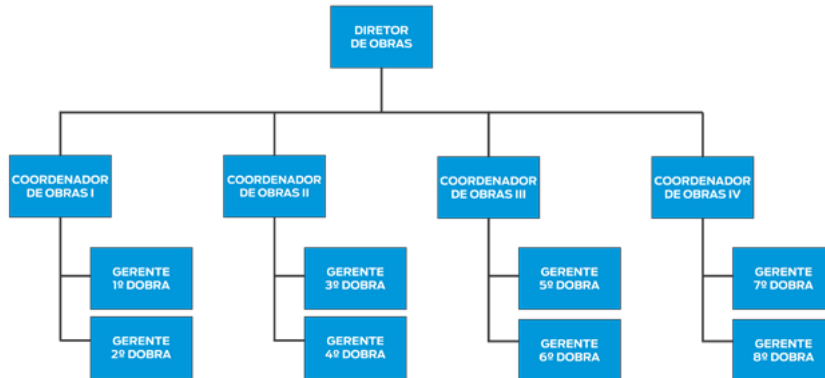 DIRETOR
DE OBRAS
COORDENADOR
DE OBRAS I
COORDENADOR
DE OBRAS II
COORDENADOR
DE OBRAS III
COORDENADOR
DE OBRAS IV
GERENTE
1º DOBRA
GERENTE
3º DOBRA
GERENTE
5º DOBRA
GERENTE
7º DOBRA
GERENTE
2º DOBRA
GERENTE
4º DOBRA
GERENTE
6º DOBRA
GERENTE
8º DOBRA